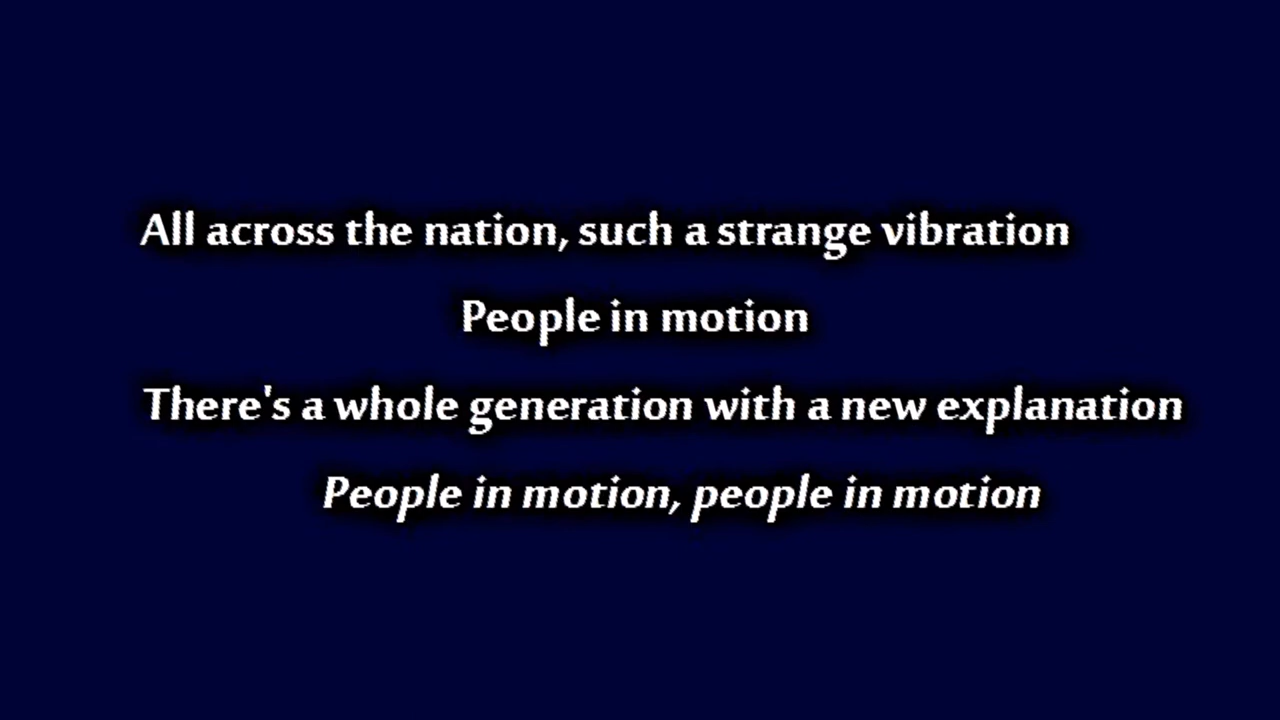 All across the nation, such a strange vibration
People in motion
There's a whole generation with a new explanation
People in motion, people in motion